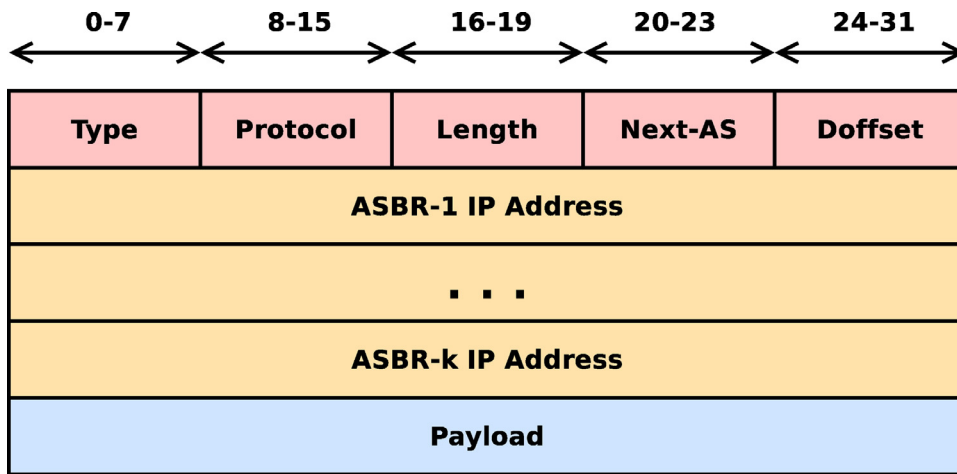 0-7 8-15 16-19 20-23 24-31
Type Protocol Length Next-AS Doffset
ASBR-1 IP Address
. . .
ASBR-k IP Address
Payload